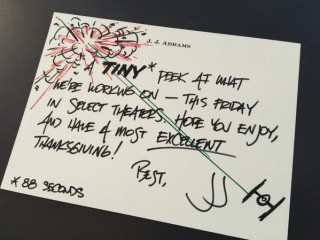 J. J. ABRAMS
A TINY* PEEK AT WHAT
WE'RE WORKING ON — THIS FRIDAY
IN SELECT THEATERS. HOPE YOU ENJOY,
AND HAVE A MOST EXCELLENT
THANKSGIVING!
BEST,
JJ
* 88 SECONDS